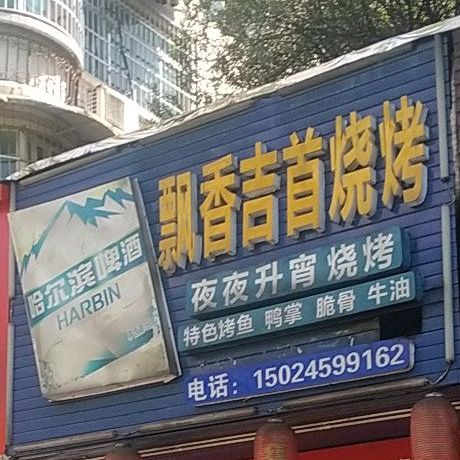 飘香吉首烧烤
哈尔滨啤酒
HARBIN
夜夜升宵烧烤
特色烤鱼 鸭掌 脆骨 牛油
电话：15024599162